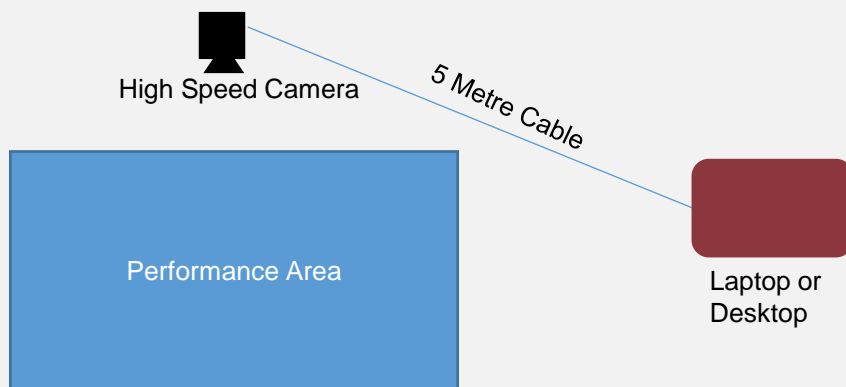 High Speed Camera
5 Metre Cable
Performance Area
Laptop or
Desktop